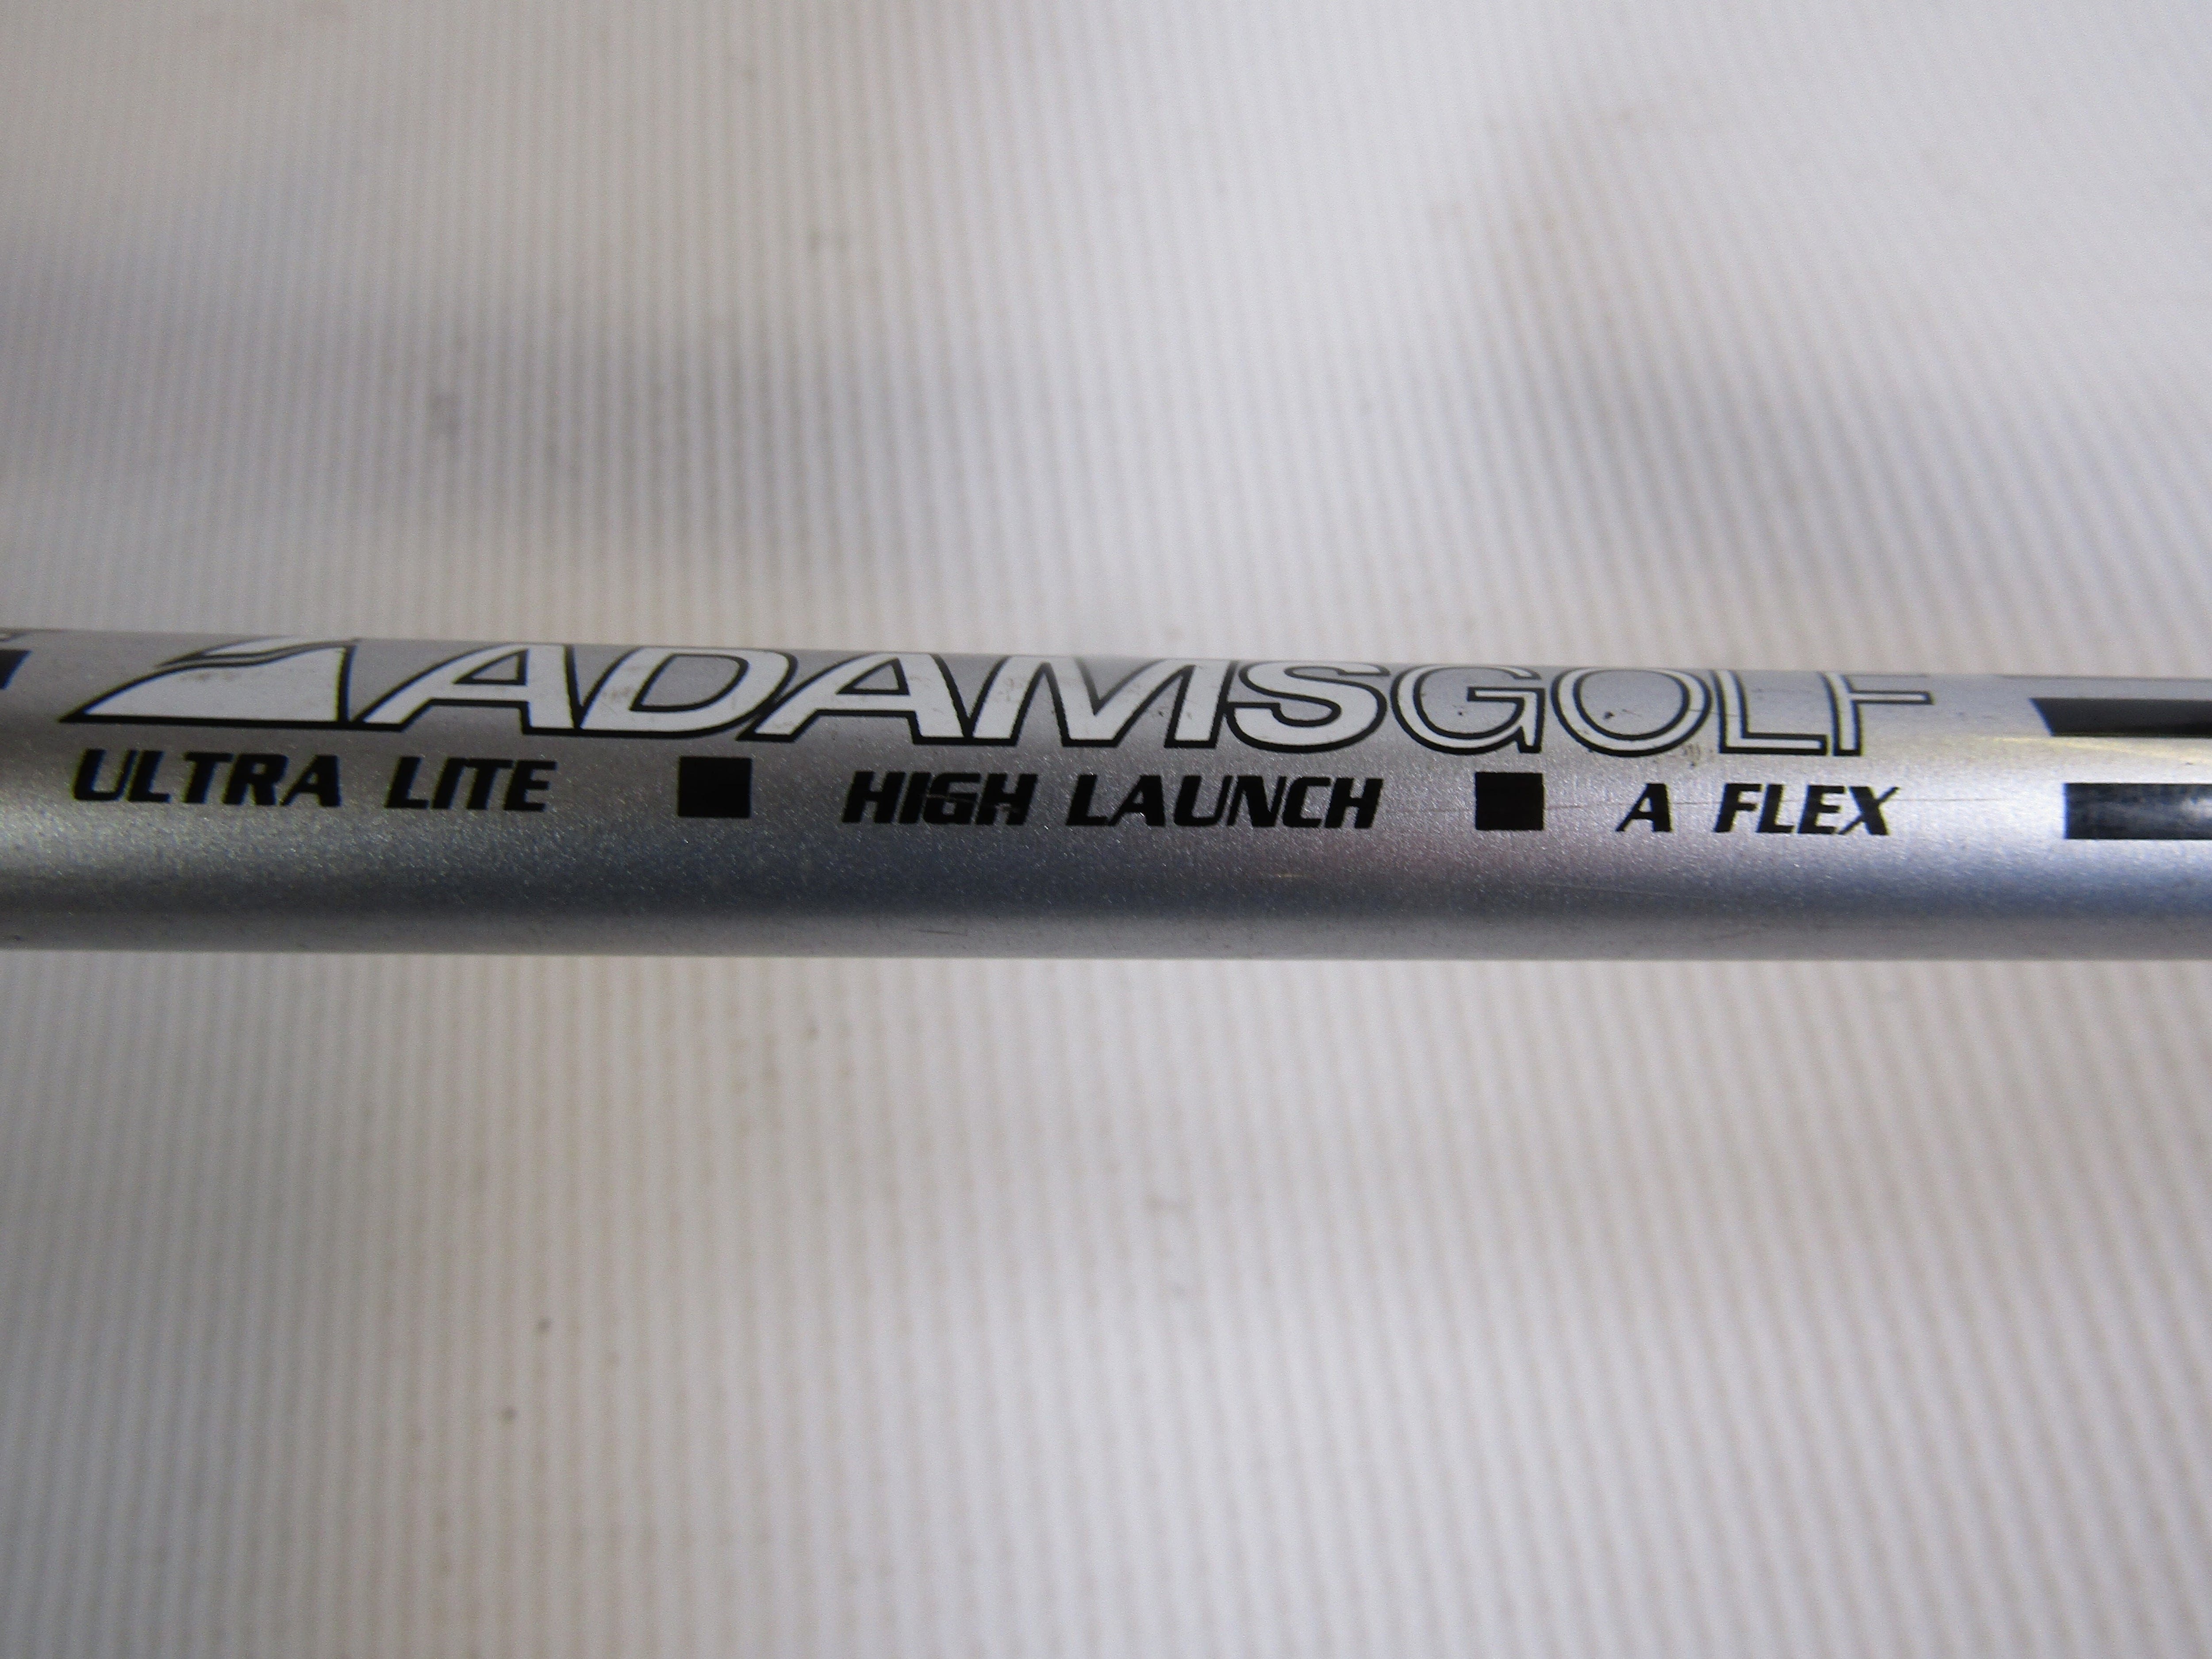 ADAMSGOLF
ULTRA LITE ■ HIGH LAUNCH ■ A FLEX